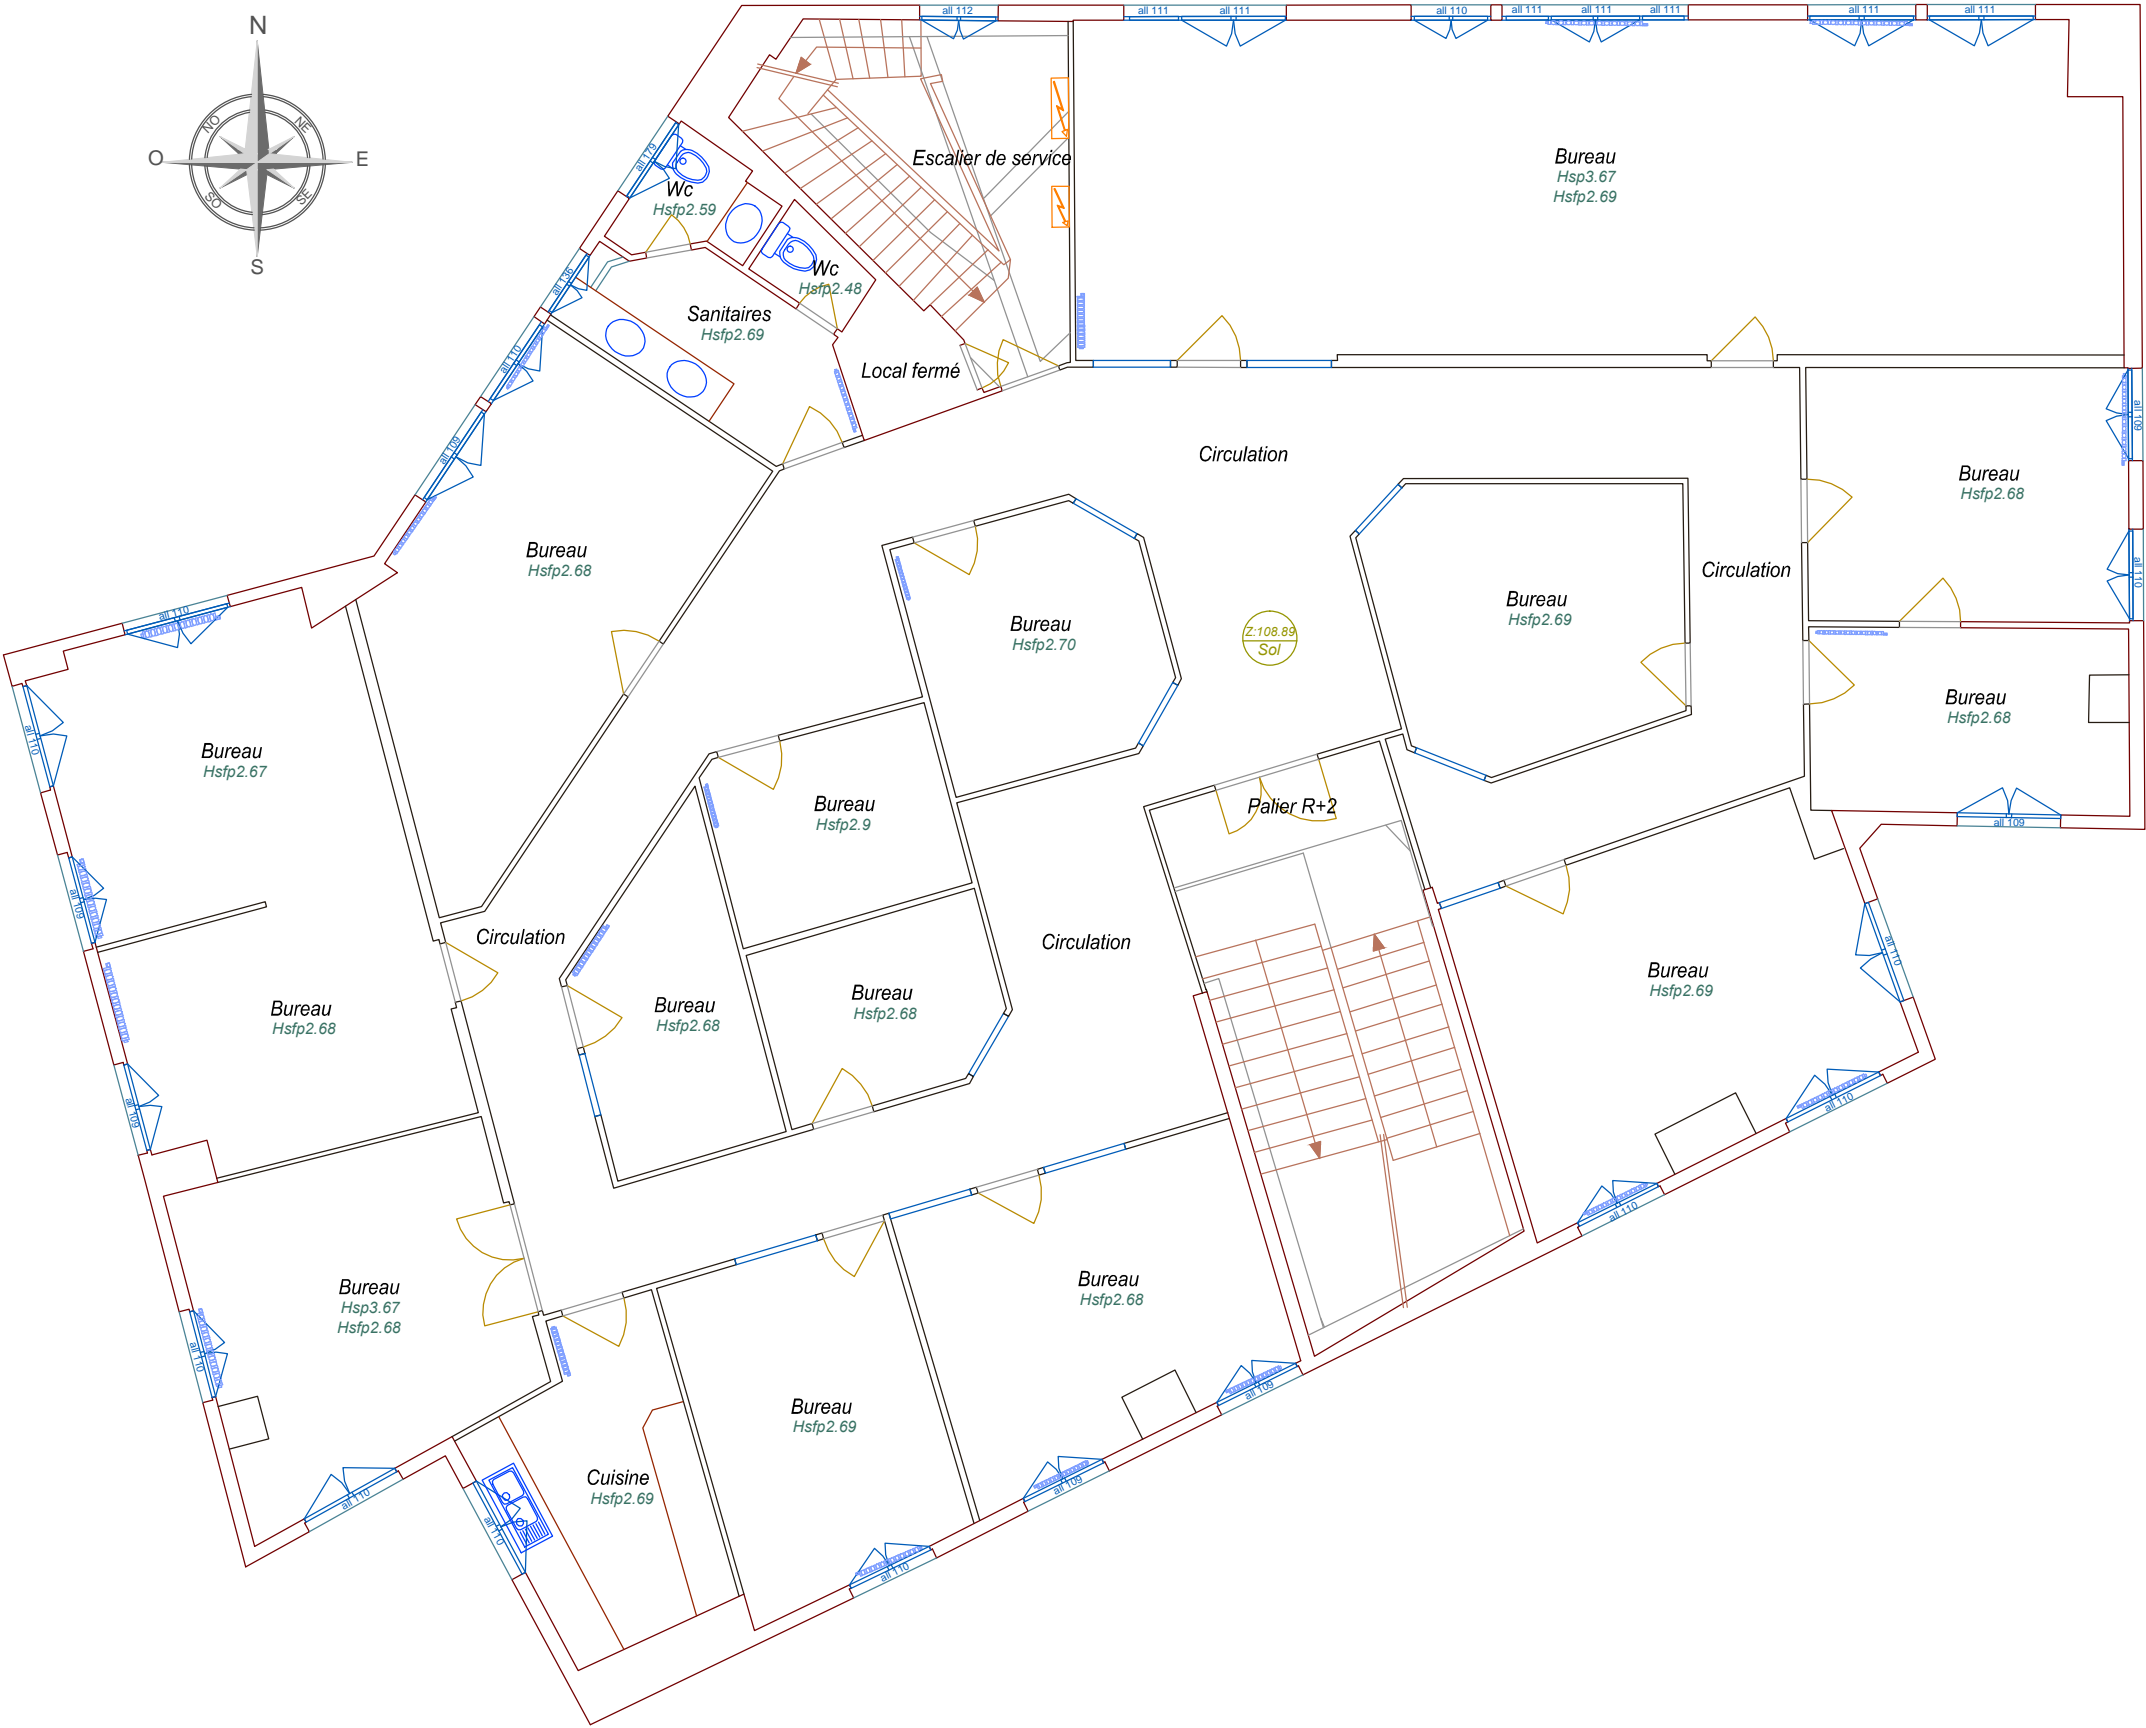 N
NO
NE
O
E
SO
SE
S
all 112
all 111
all 111
all 110
all 111
all 111
all 111
all 111
all 111
all 179
Wc
Hsfp2.59
Escalier de service
Bureau
Hsp3.67
Hsfp2.69
all 136
Wc
Hsfp2.48
Sanitaires
Hsfp2.69
all 110
Local fermé
all 109
Circulation
all 109
Bureau
Hsfp2.68
Bureau
Hsfp2.68
Circulation
all 110
all 110
Bureau
Hsfp2.70
Z:108.89
Sol
Bureau
Hsfp2.69
Bureau
Hsfp2.68
all 110
Bureau
Hsfp2.67
Bureau
Hsfp2.9
Palier R+2
all 109
all 109
Circulation
Circulation
Bureau
Hsfp2.69
all 110
Bureau
Hsfp2.68
Bureau
Hsfp2.68
Bureau
Hsfp2.68
all 109
all 110
all 110
Bureau
Hsp3.67
Hsfp2.68
Bureau
Hsfp2.68
all 110
all 109
Bureau
Hsfp2.69
Cuisine
Hsfp2.69
all 109
all 110
all 110
all 110